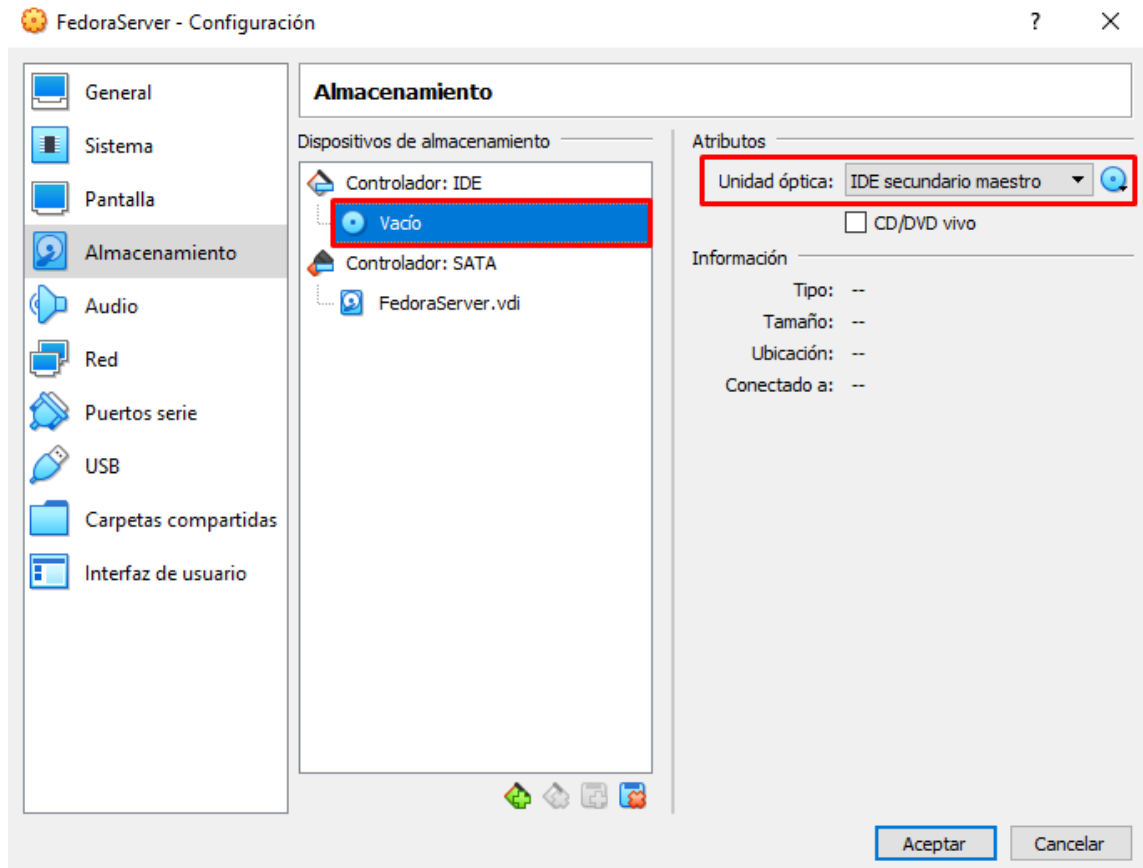 FedoraServer - Configuración
?
General
Sistema
Pantalla
Almacenamiento
Audio
Red
Puertos serie
USB
Carpetas compartidas
Interfaz de usuario
Almacenamiento
Dispositivos de almacenamiento
Controlador: IDE
Vacío
Controlador: SATA
FedoraServer.vdi
Atributos
Unidad óptica: IDE secundario maestro
CD/DVD vivo
Información
Tipo: --
Tamaño: --
Ubicación: --
Conectado a: --
Aceptar Cancelar